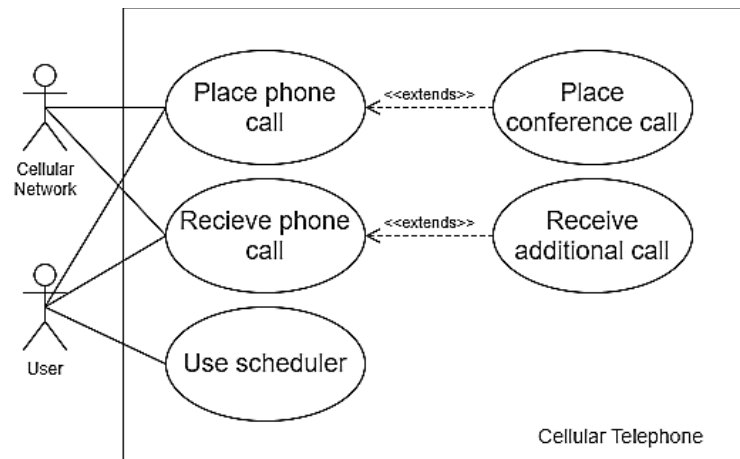 Place phone
call
<<extends>>
Place
conference call
Cellular
Network
Recieve phone
call
<<extends>>
Receive
additional call
User
Use scheduler
Cellular Telephone